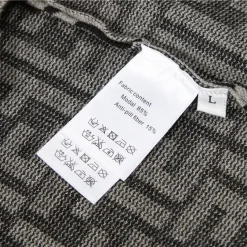 Fabric content
Modal 85%
Anti-pill fiber 15%
L